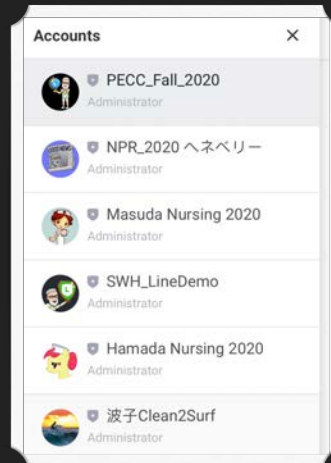 Accounts
PECC_Fall_2020
Administrator
NPR_2020 ヘネベリー
Administrator
Masuda Nursing 2020
Administrator
SWH_LineDemo
Administrator
Hamada Nursing 2020
Administrator
波子Clean2Surf
Administrator